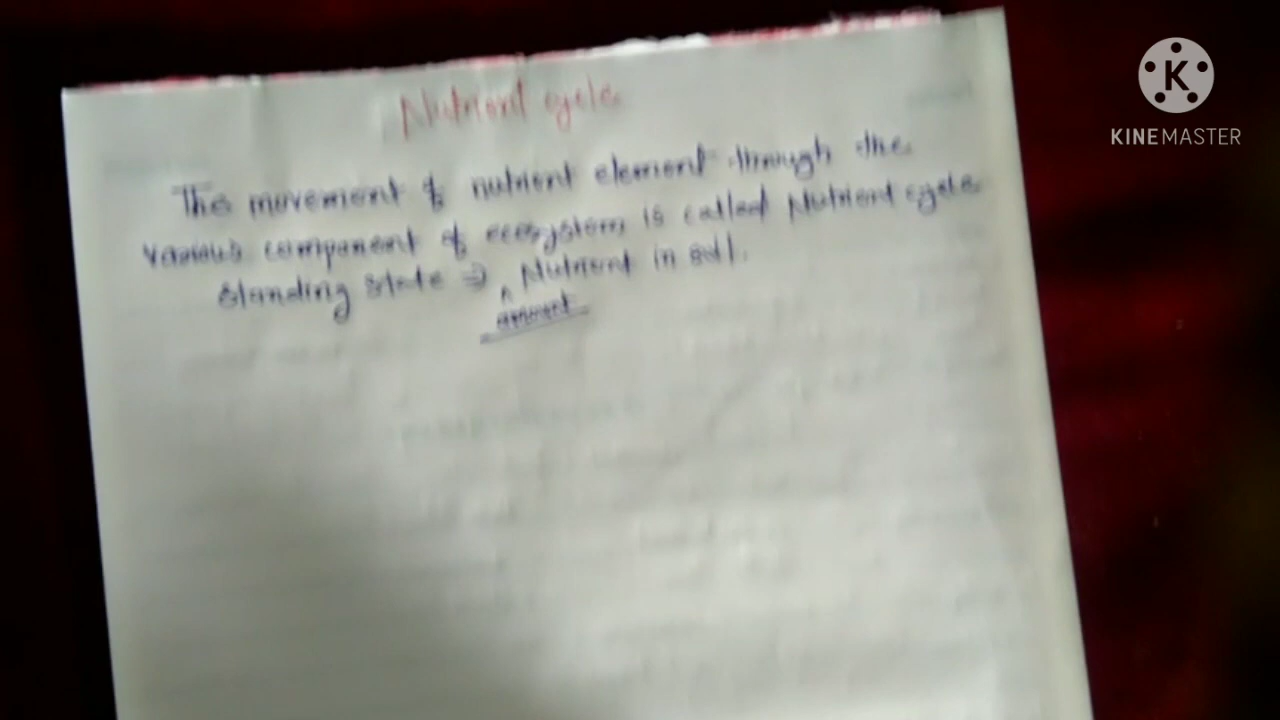 Nutrient cycle
The movement of nutrient element through the
various component of ecosystem is called Nutrient cycle
standing state ⇒ ^ Nutrient in soil.
amount
K
KINEMASTER